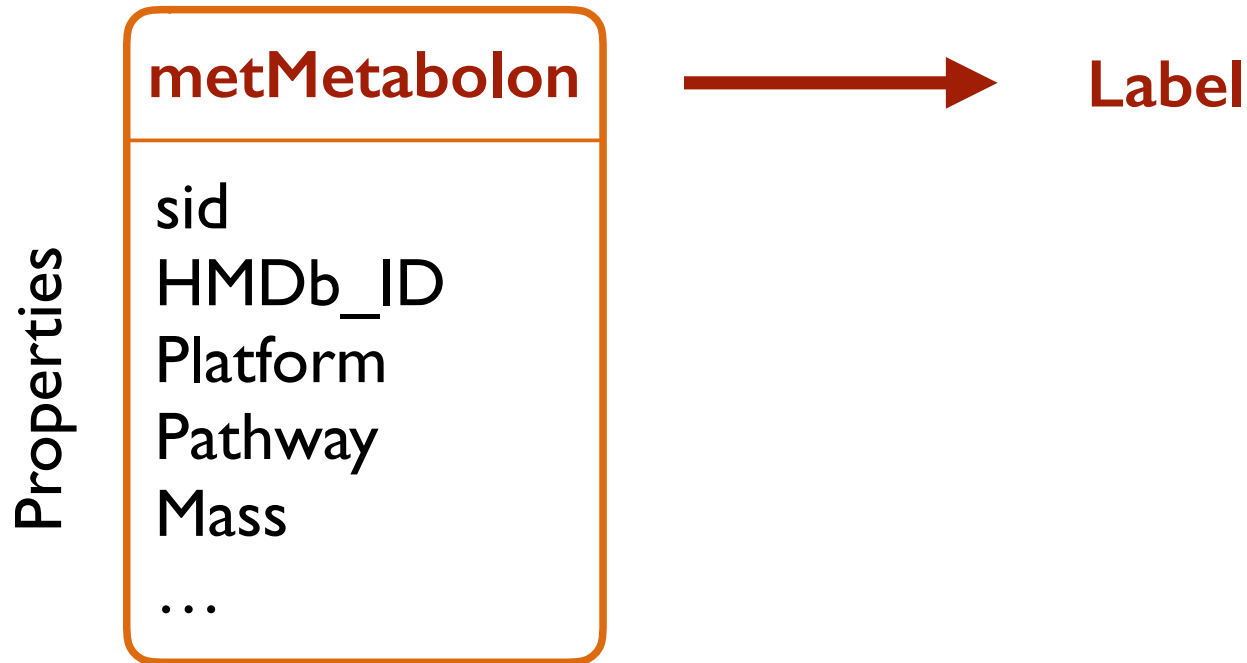 metMetabolon
Label
Properties
sid
HMDb_ID
Platform
Pathway
Mass
…